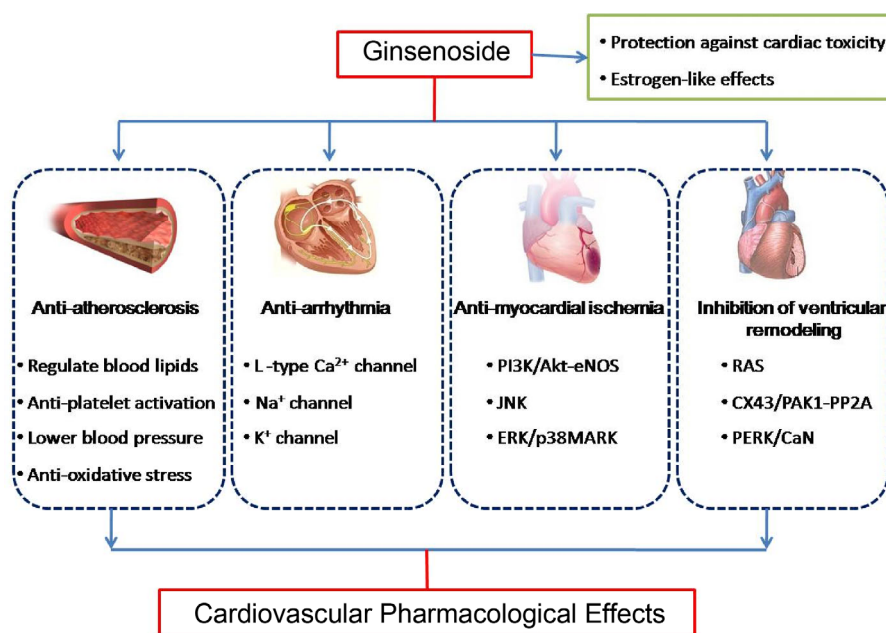 Ginsenoside
• Protection against cardiac toxicity
• Estrogen-like effects
Anti-atherosclerosis
• Regulate blood lipids
• Anti-platelet activation
• Lower blood pressure
• Anti-oxidative stress
Anti-arrhythmia
• L-type Ca²⁺ channel
• Na⁺ channel
• K⁺ channel
Anti-myocardial ischemia
• PI3K/Akt-eNOS
• JNK
• ERK/p38MARK
Inhibition of ventricular
remodeling
• RAS
• CX43/PAK1-PP2A
• PERK/CaN
Cardiovascular Pharmacological Effects